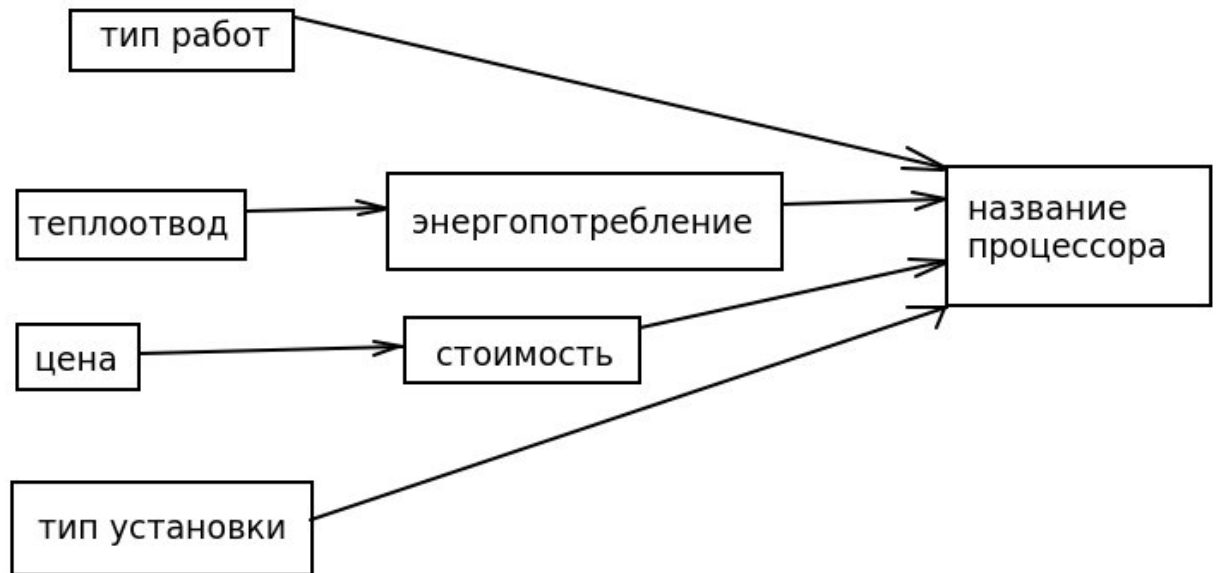 тип работ
теплоотвод
энергопотребление
название
процессора
цена
стоимость
тип установки